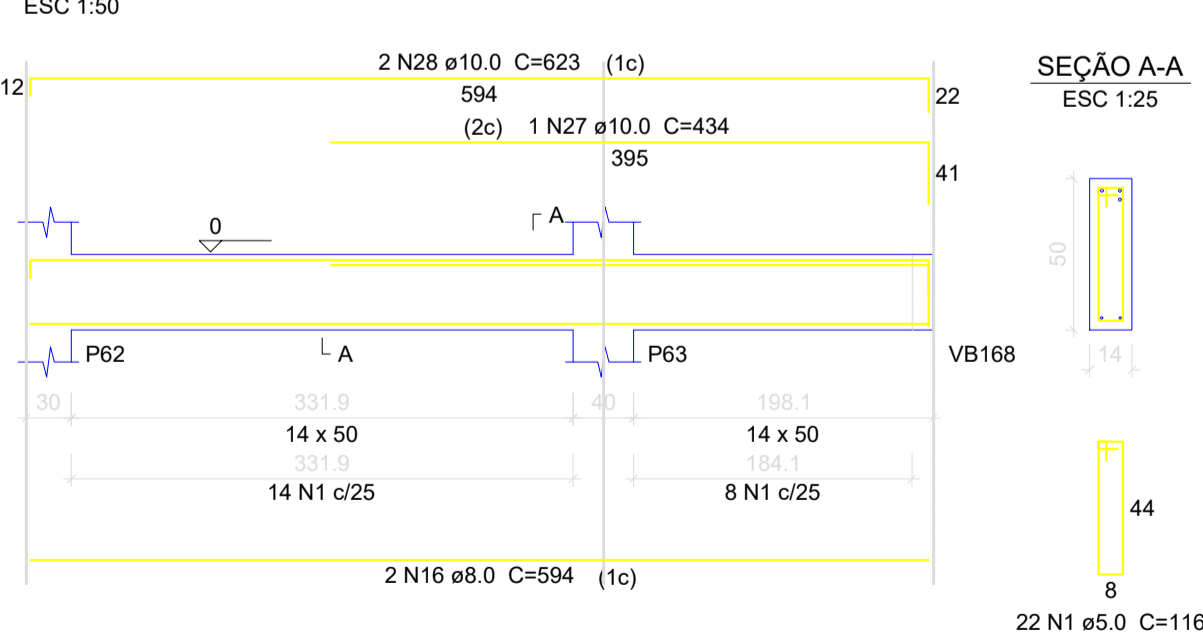 ESC 1:50
2 N28 ø10.0 C=623 (1c)
12
594
22
(2c) 1 N27 ø10.0 C=434
395
41
0
A
A
P62
P63
VB168
30
331.9
40
198.1
14 x 50
14 x 50
331.9
184.1
14 N1 c/25
8 N1 c/25
2 N16 ø8.0 C=594 (1c)
SEÇÃO A-A
ESC 1:25
50
14
44
8
22 N1 ø5.0 C=116